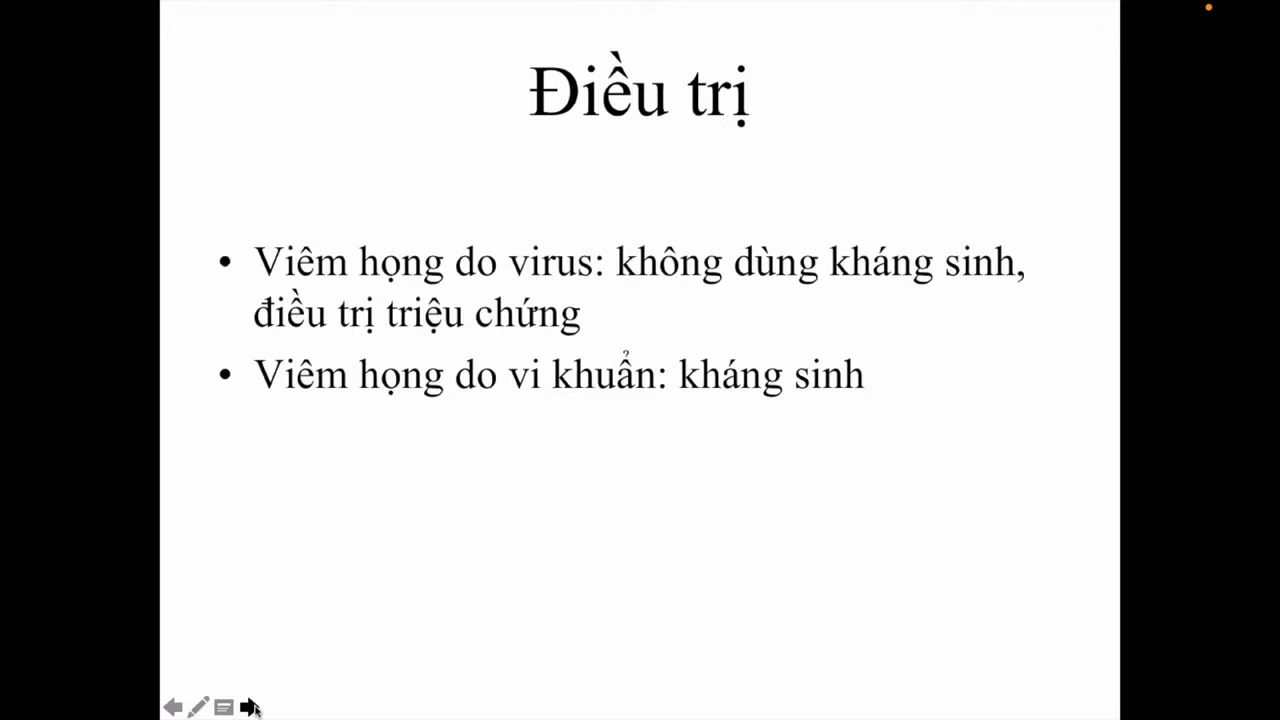 Điều trị
• Viêm họng do virus: không dùng kháng sinh,
điều trị triệu chứng
• Viêm họng do vi khuẩn: kháng sinh